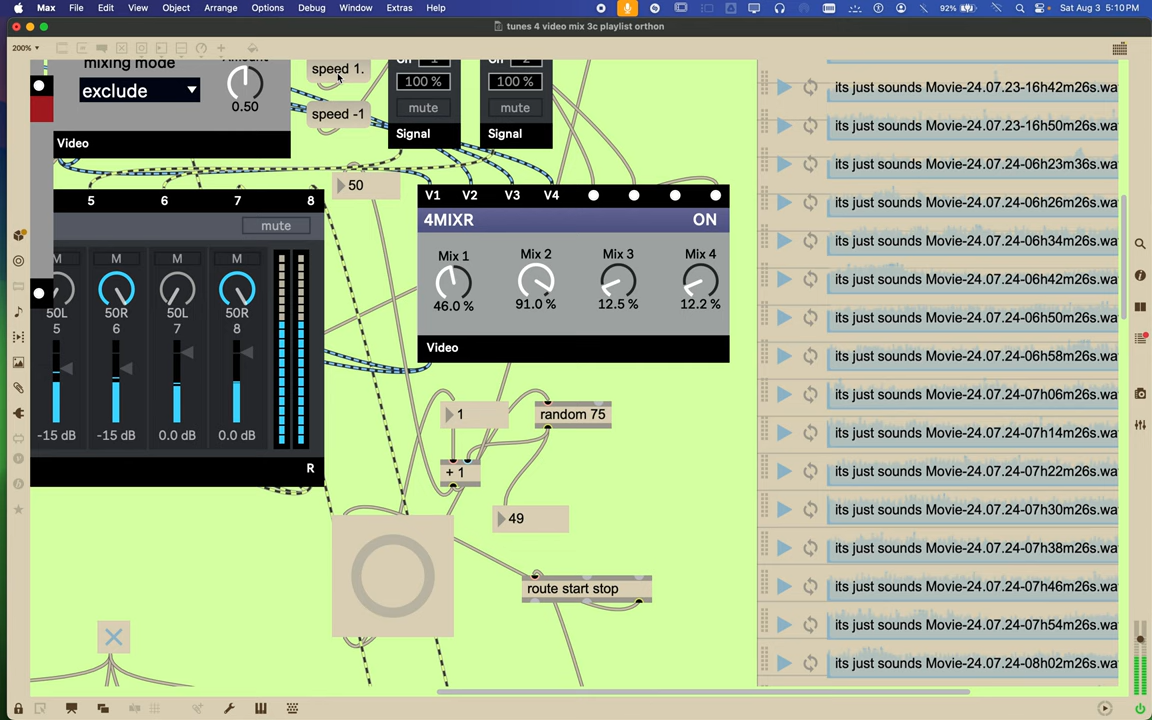 Max File Edit View Object Arrange Options Debug Window Extras Help
92% Sat Aug 3 5:10 PM
tunes 4 video mix 3c playlist orthon
200%
mixing mode
exclude
0.50
Video
speed 1.
speed -1
100 %
mute
Signal
100 %
mute
Signal
50
5 6 7 8
mute
M M M M
50L 50R 50L 50R
5 6 7 8
-15 dB -15 dB 0.0 dB 0.0 dB
R
V1 V2 V3 V4
4MIXR ON
Mix 1 Mix 2 Mix 3 Mix 4
46.0 % 91.0 % 12.5 % 12.2 %
Video
1
random 75
+ 1
49
route start stop
its just sounds Movie-24.07.23-16h42m26s.wa
its just sounds Movie-24.07.23-16h50m26s.wa
its just sounds Movie-24.07.24-06h23m36s.wa
its just sounds Movie-24.07.24-06h26m26s.wa
its just sounds Movie-24.07.24-06h34m26s.wa
its just sounds Movie-24.07.24-06h42m26s.wa
its just sounds Movie-24.07.24-06h50m26s.wa
its just sounds Movie-24.07.24-06h58m26s.wa
its just sounds Movie-24.07.24-07h06m26s.wa
its just sounds Movie-24.07.24-07h14m26s.wa
its just sounds Movie-24.07.24-07h22m26s.wa
its just sounds Movie-24.07.24-07h30m26s.wa
its just sounds Movie-24.07.24-07h38m26s.wa
its just sounds Movie-24.07.24-07h46m26s.wa
its just sounds Movie-24.07.24-07h54m26s.wa
its just sounds Movie-24.07.24-08h02m26s.wa